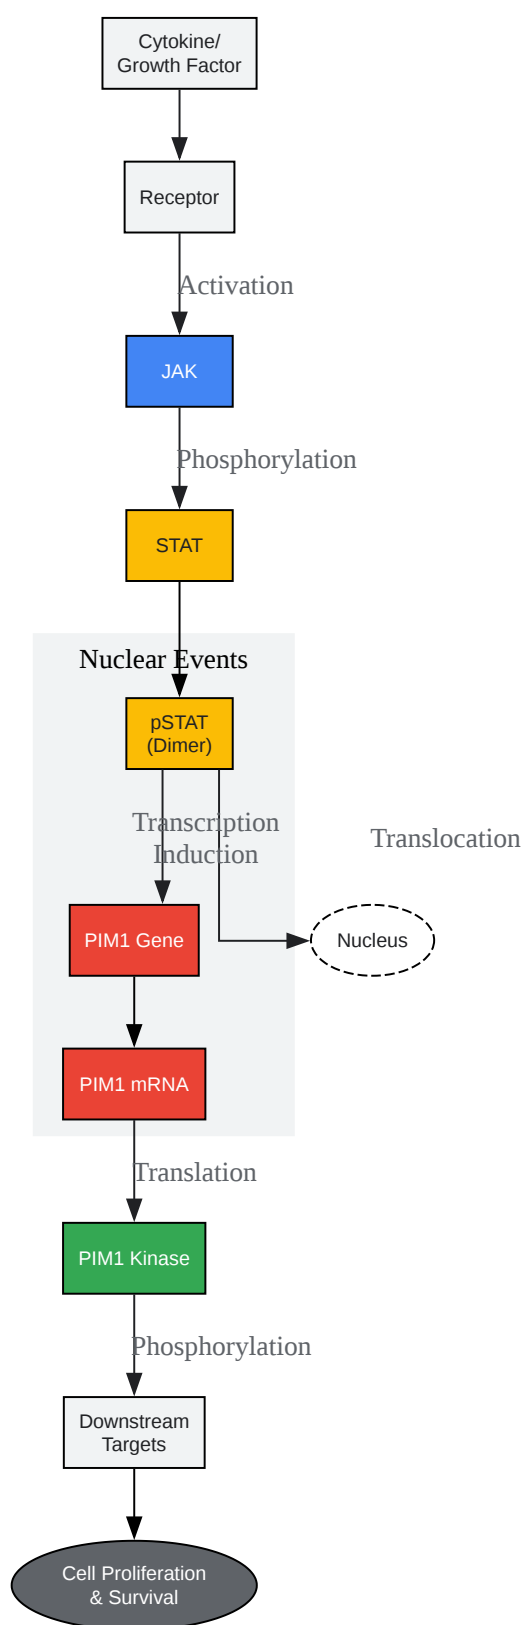 Cytokine/
Growth Factor
Receptor
Activation
JAK
Phosphorylation
STAT
Nuclear Events
pSTAT
(Dimer)
Transcription
Induction
Translocation
PIM1 Gene
Nucleus
PIM1 mRNA
Translation
PIM1 Kinase
Phosphorylation
Downstream
Targets
Cell Proliferation
& Survival